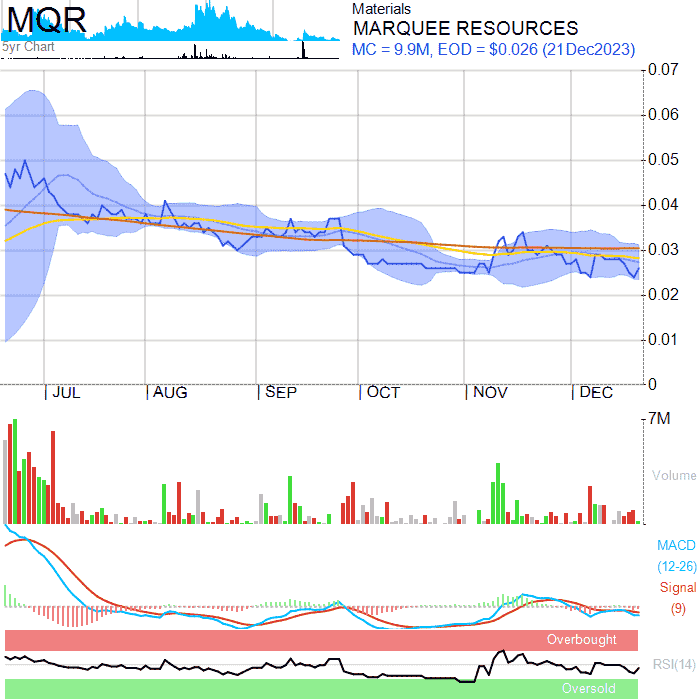 MQR
5yr Chart
Materials
MARQUEE RESOURCES
MC = 9.9M, EOD = $0.026 (21Dec2023)
0.07
0.06
0.05
0.04
0.03
0.02
0.01
0
JUL AUG SEP OCT NOV DEC
7M
Volume
MACD
(12-26)
Signal
(9)
Overbought
RSI(14)
Oversold